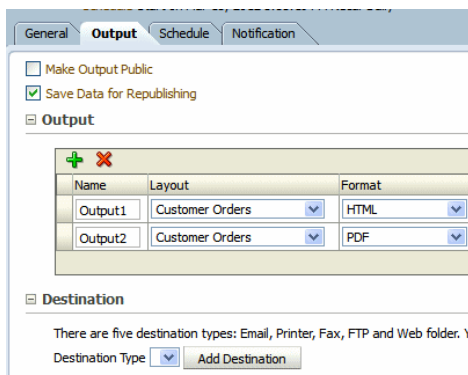 General Output Schedule Notification
Make Output Public
Save Data for Republishing
Output
Name Layout Format
Output1 Customer Orders HTML
Output2 Customer Orders PDF
Destination
There are five destination types: Email, Printer, Fax, FTP and Web folder.
Destination Type Add Destination